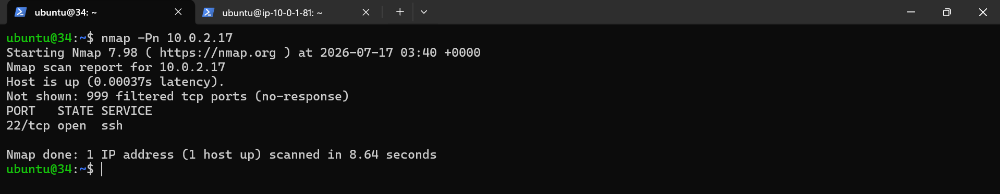 ubuntu@34: ~
ubuntu@ip-10-0-1-81: ~
ubuntu@34:~$ nmap -Pn 10.0.2.17
Starting Nmap 7.98 ( https://nmap.org ) at 2026-07-17 03:40 +0000
Nmap scan report for 10.0.2.17
Host is up (0.00037s latency).
Not shown: 999 filtered tcp ports (no-response)
PORT   STATE SERVICE
22/tcp open  ssh
Nmap done: 1 IP address (1 host up) scanned in 8.64 seconds
ubuntu@34:~$